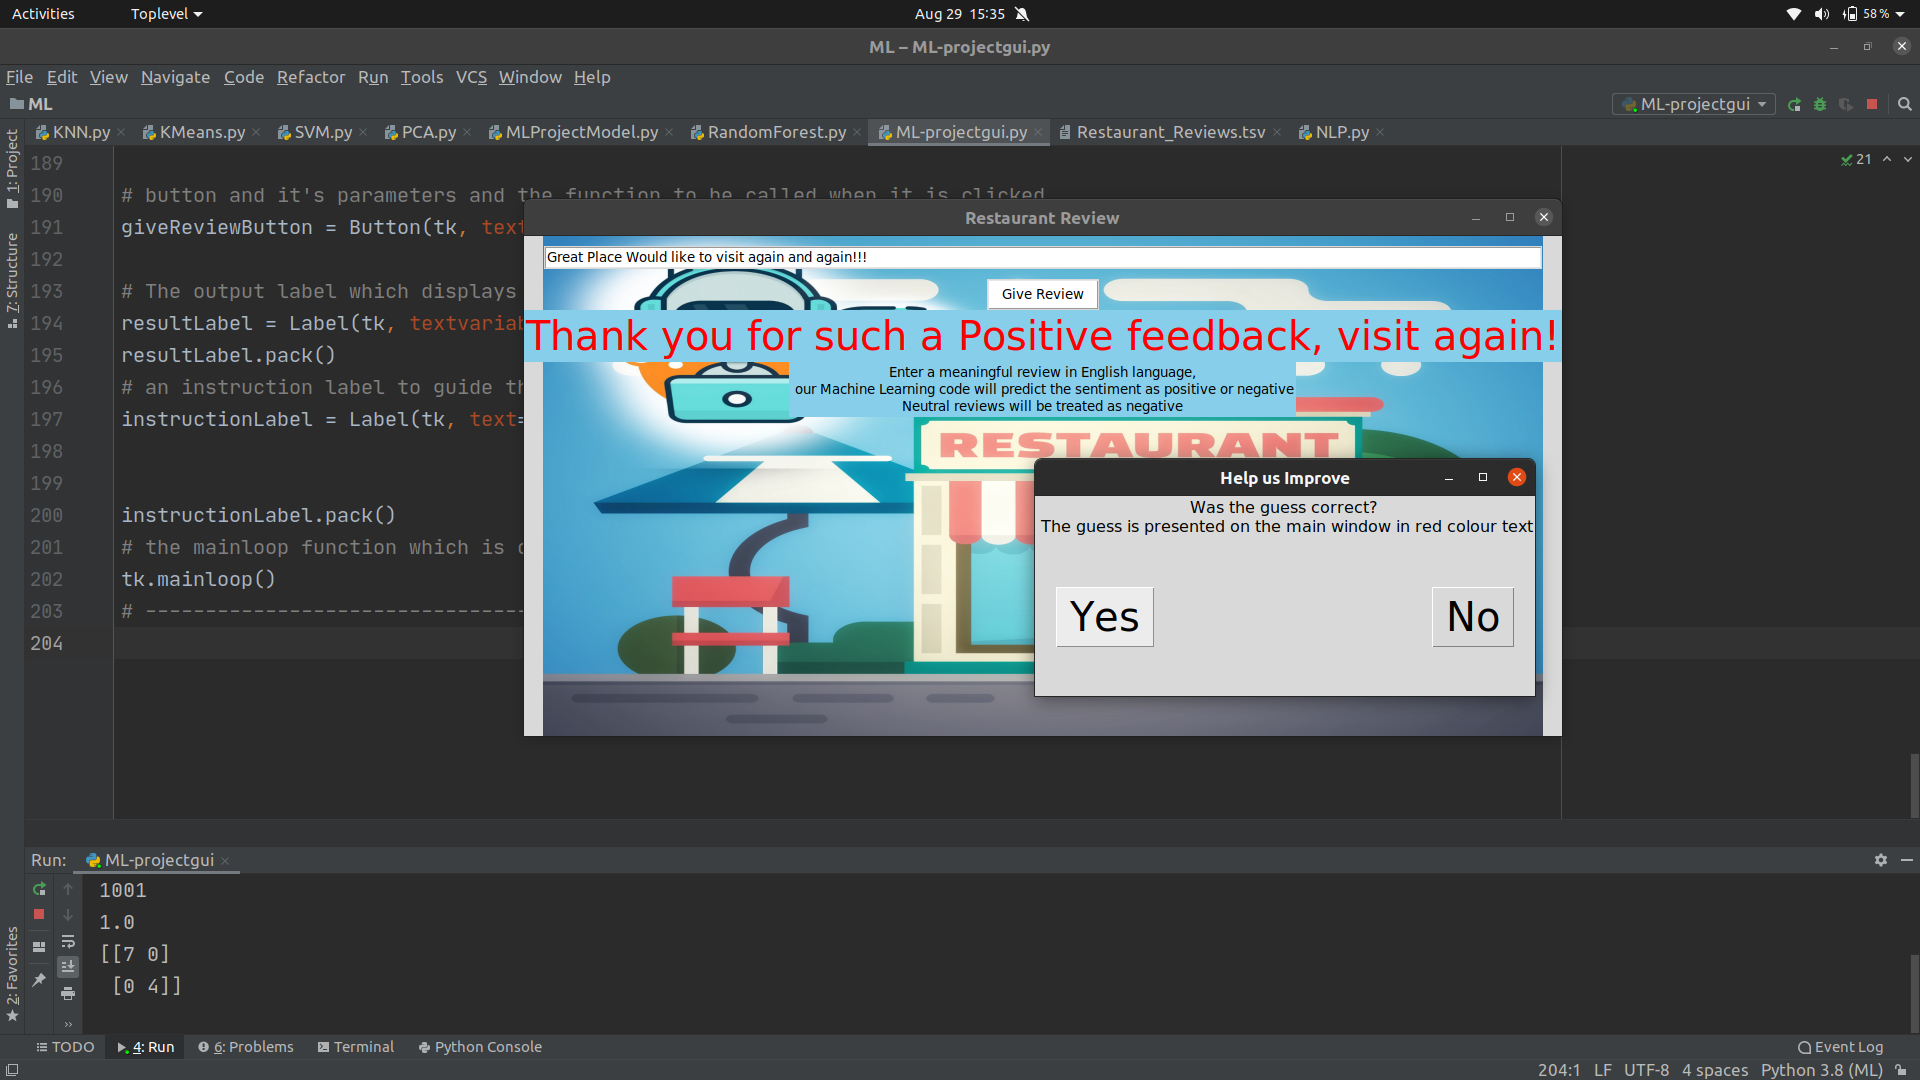 Activities
Toplevel
Aug 29 15:35
58 %
ML – ML-projectgui.py
File Edit View Navigate Code Refactor Run Tools VCS Window Help
ML
ML-projectgui
KNN.py
KMeans.py
SVM.py
PCA.py
MLProjectModel.py
RandomForest.py
ML-projectgui.py
Restaurant_Reviews.tsv
NLP.py
1: Project
7: Structure
2: Favorites
21
189
190 # button and it's parameters and the function to be called when it is clicked
191 giveReviewButton = Button(tk, text
192
193 # The output label which displays
194 resultLabel = Label(tk, textvariab
195 resultLabel.pack()
196 # an instruction label to guide th
197 instructionLabel = Label(tk, text=
198
199
200 instructionLabel.pack()
201 # the mainloop function which is c
202 tk.mainloop()
203 # --------------------------------
204
Restaurant Review
Great Place Would like to visit again and again!!!
Give Review
Thank you for such a Positive feedback, visit again!
Enter a meaningful review in English language,
our Machine Learning code will predict the sentiment as positive or negative
Neutral reviews will be treated as negative
RESTAURANT
Help us Improve
Was the guess correct?
The guess is presented on the main window in red colour text
Yes
No
Run:
ML-projectgui
1001
1.0
[[7 0]
[0 4]]
TODO
4: Run
6: Problems
Terminal
Python Console
Event Log
204:1 LF UTF-8 4 spaces Python 3.8 (ML)